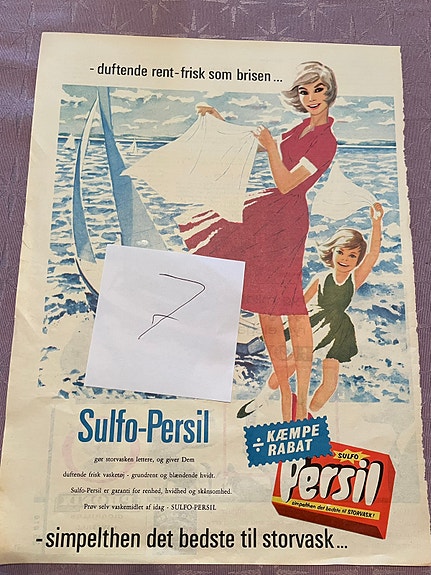 - duftende rent-frisk som brisen...
7
Sulfo-Persil
gør storvasken lettere, og giver Dem
duftende frisk vasketøj - grundrent og blændende hvidt.
Sulfo-Persil er garanti for renhed, hvidhed og skånsomhed.
Prøv selv vaskemidlet af idag - SULFO-PERSIL
÷ KÆMPE
RABAT
SULFO
Persil
simpelthen det bedste til STORVASK!
- simpelthen det bedste til storvask...